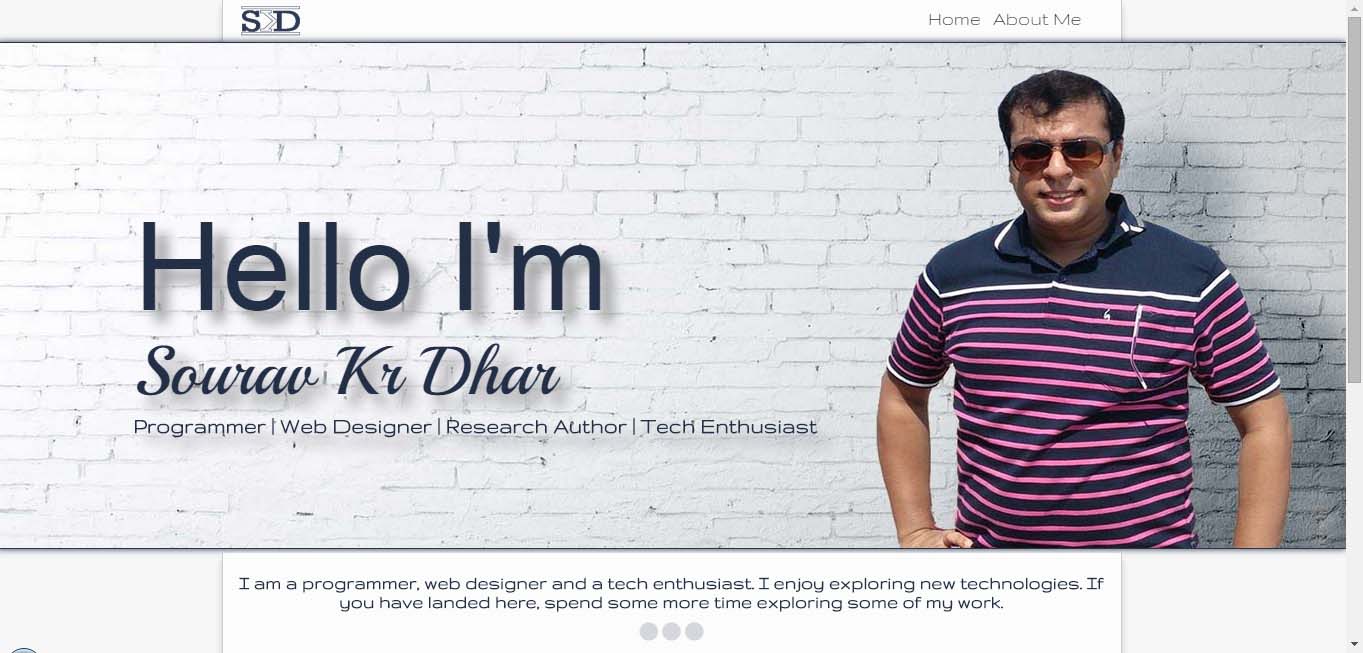 SD
Home About Me
Hello I'm
Sourav Kr Dhar
Programmer | Web Designer | Research Author | Tech Enthusiast
I am a programmer, web designer and a tech enthusiast. I enjoy exploring new technologies. If
you have landed here, spend some more time exploring some of my work.